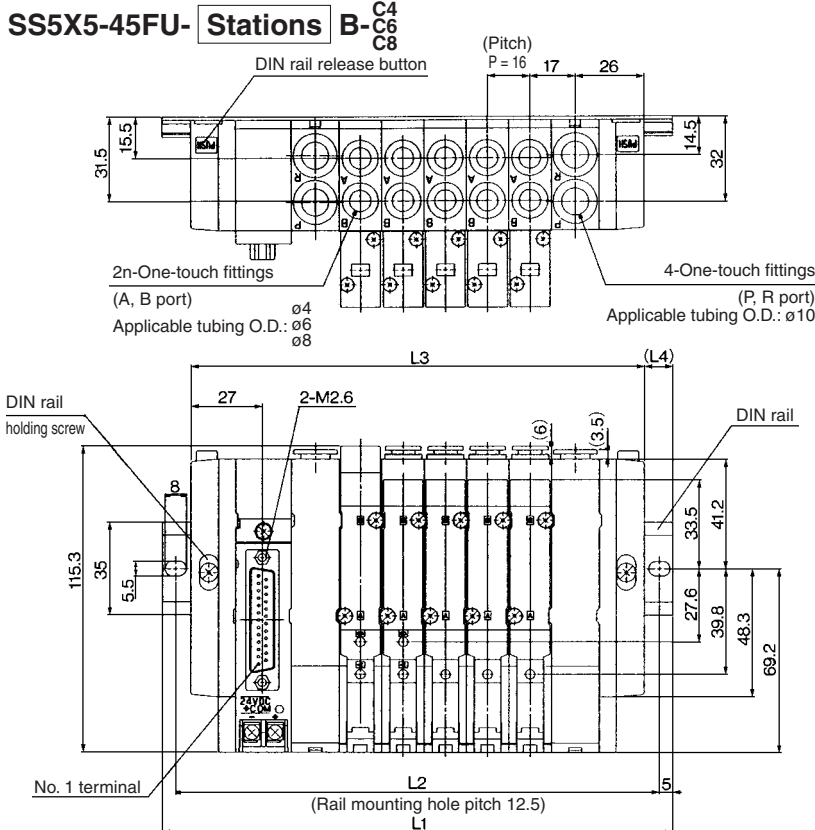 SS5X5-45FU- Stations B-C4
C6
C8
(Pitch)
P = 16
17
26
DIN rail release button
31.5
15.5
PUSH
PUSH
14.5
32
R
A
A
A
A
A
R
P
B
B
B
B
B
P
2n-One-touch fittings
(A, B port)
Applicable tubing O.D.: ø4
ø6
ø8
4-One-touch fittings
(P, R port)
Applicable tubing O.D.: ø10
L3
(L4)
DIN rail
holding screw
27
2-M2.6
(6)
(3.5)
DIN rail
8
115.3
35
5.5
33.5
41.2
27.6
39.8
48.3
69.2
24VDC
+COM
- +
No. 1 terminal
L2
5
(Rail mounting hole pitch 12.5)
L1